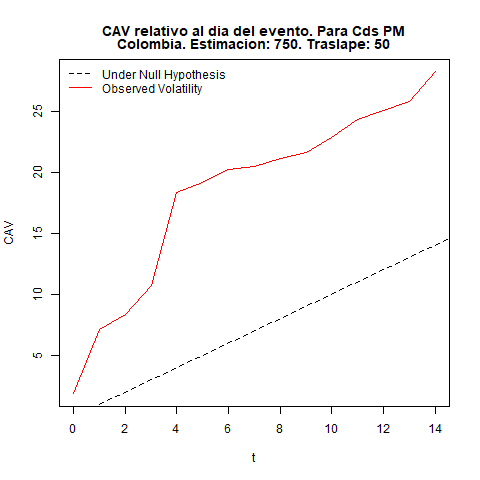 CAV relativo al dia del evento. Para Cds PM
Colombia. Estimacion: 750. Traslape: 50
Under Null Hypothesis
Observed Volatility
25
20
15
10
5
CAV
0 2 4 6 8 10 12 14
t